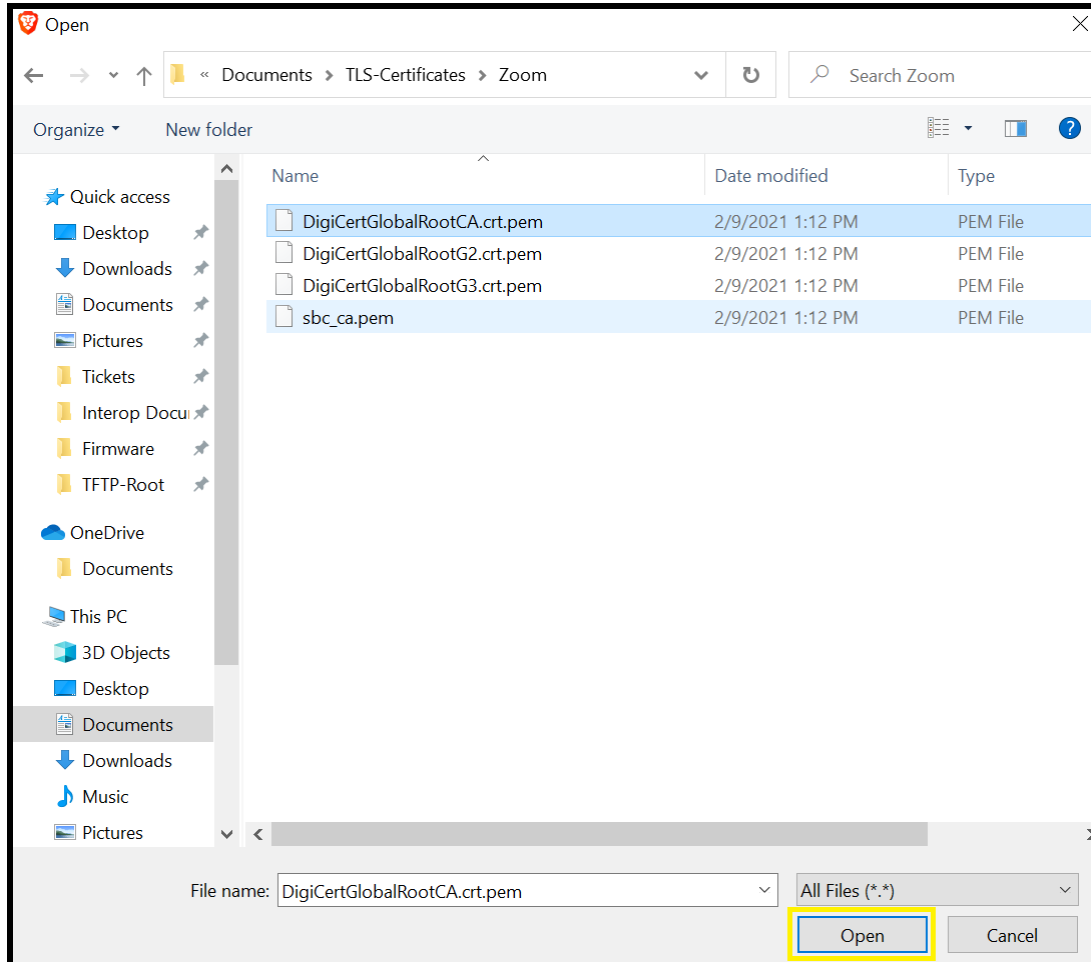 Open
« Documents > TLS-Certificates > Zoom
Search Zoom
Organize
New folder
?
Name Date modified Type
DigiCertGlobalRootCA.crt.pem 2/9/2021 1:12 PM PEM File
DigiCertGlobalRootG2.crt.pem 2/9/2021 1:12 PM PEM File
DigiCertGlobalRootG3.crt.pem 2/9/2021 1:12 PM PEM File
sbc_ca.pem 2/9/2021 1:12 PM PEM File
Quick access
Desktop
Downloads
Documents
Pictures
Tickets
Interop Docu
Firmware
TFTP-Root
OneDrive
Documents
This PC
3D Objects
Desktop
Documents
Downloads
Music
Pictures
File name: DigiCertGlobalRootCA.crt.pem
All Files (*.*)
Open Cancel